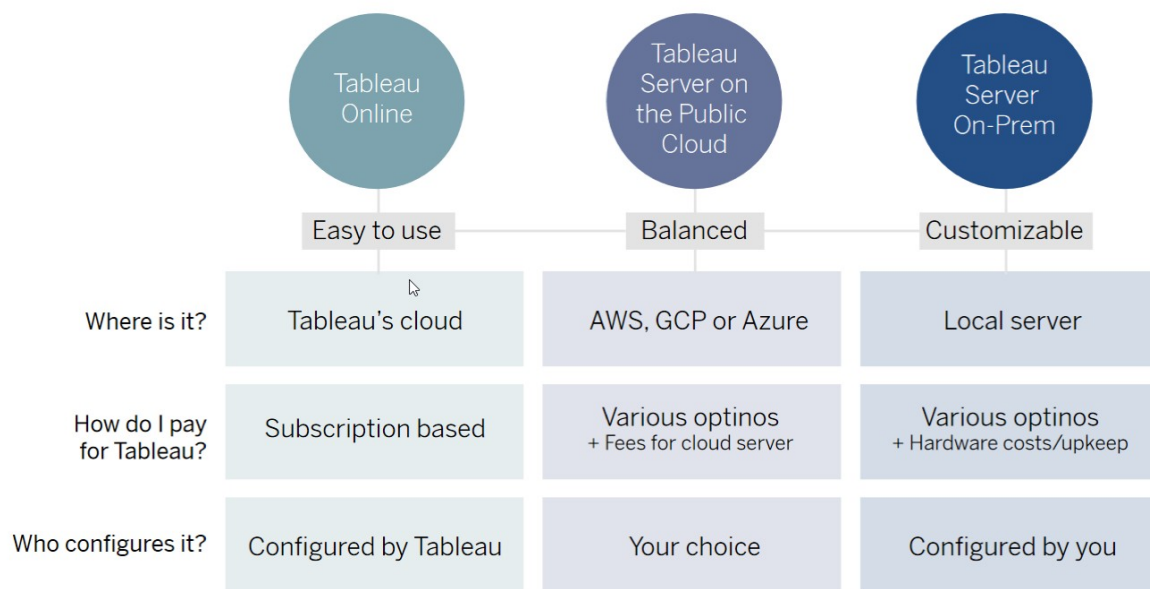 Tableau
Online
Tableau
Server on
the Public
Cloud
Tableau
Server
On-Prem
Easy to use
Balanced
Customizable
Where is it?
Tableau's cloud
AWS, GCP or Azure
Local server
How do I pay
for Tableau?
Subscription based
Various optinos
+ Fees for cloud server
Various optinos
+ Hardware costs/upkeep
Who configures it?
Configured by Tableau
Your choice
Configured by you